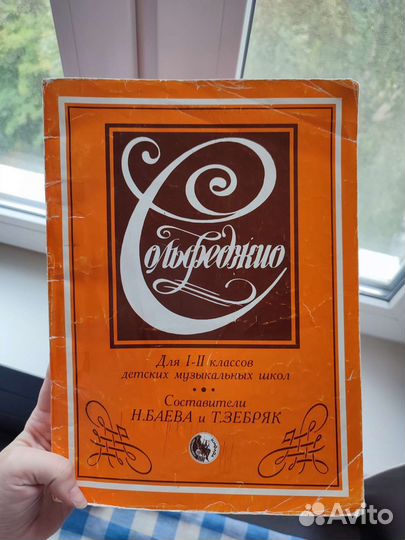 Сольфеджио
Для I-II классов
детских музыкальных школ
Составители
Н.БАЕВА и Т.ЗЕБРЯК
Avito